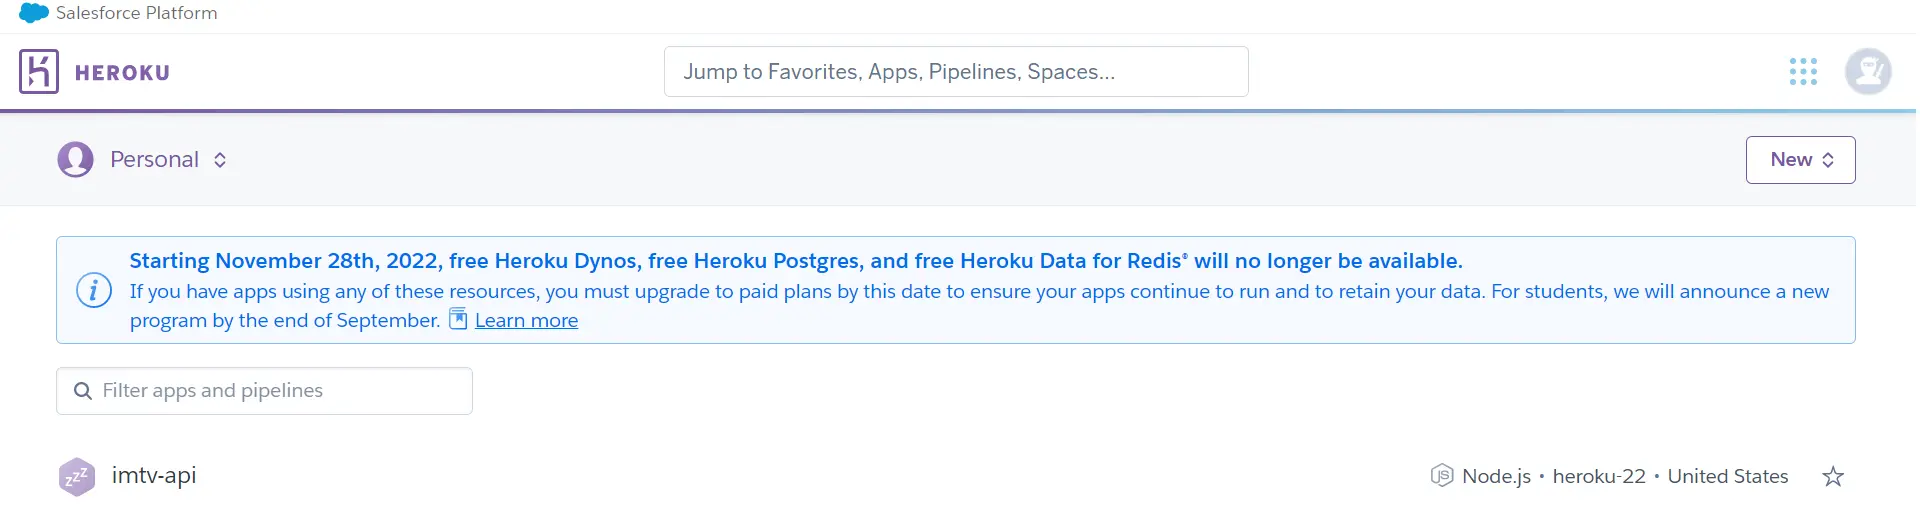 Salesforce Platform
HEROKU
Jump to Favorites, Apps, Pipelines, Spaces...
Personal
New
Starting November 28th, 2022, free Heroku Dynos, free Heroku Postgres, and free Heroku Data for Redis® will no longer be available.
If you have apps using any of these resources, you must upgrade to paid plans by this date to ensure your apps continue to run and to retain your data. For students, we will announce a new
program by the end of September. Learn more
Filter apps and pipelines
zzz imtv-api
JS Node.js • heroku-22 • United States